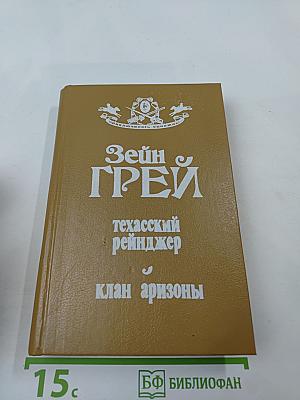 Зейн
ГРЕЙ
техасский
рейнджер
клан аризоны
15с
БФ БИБЛИОФАН